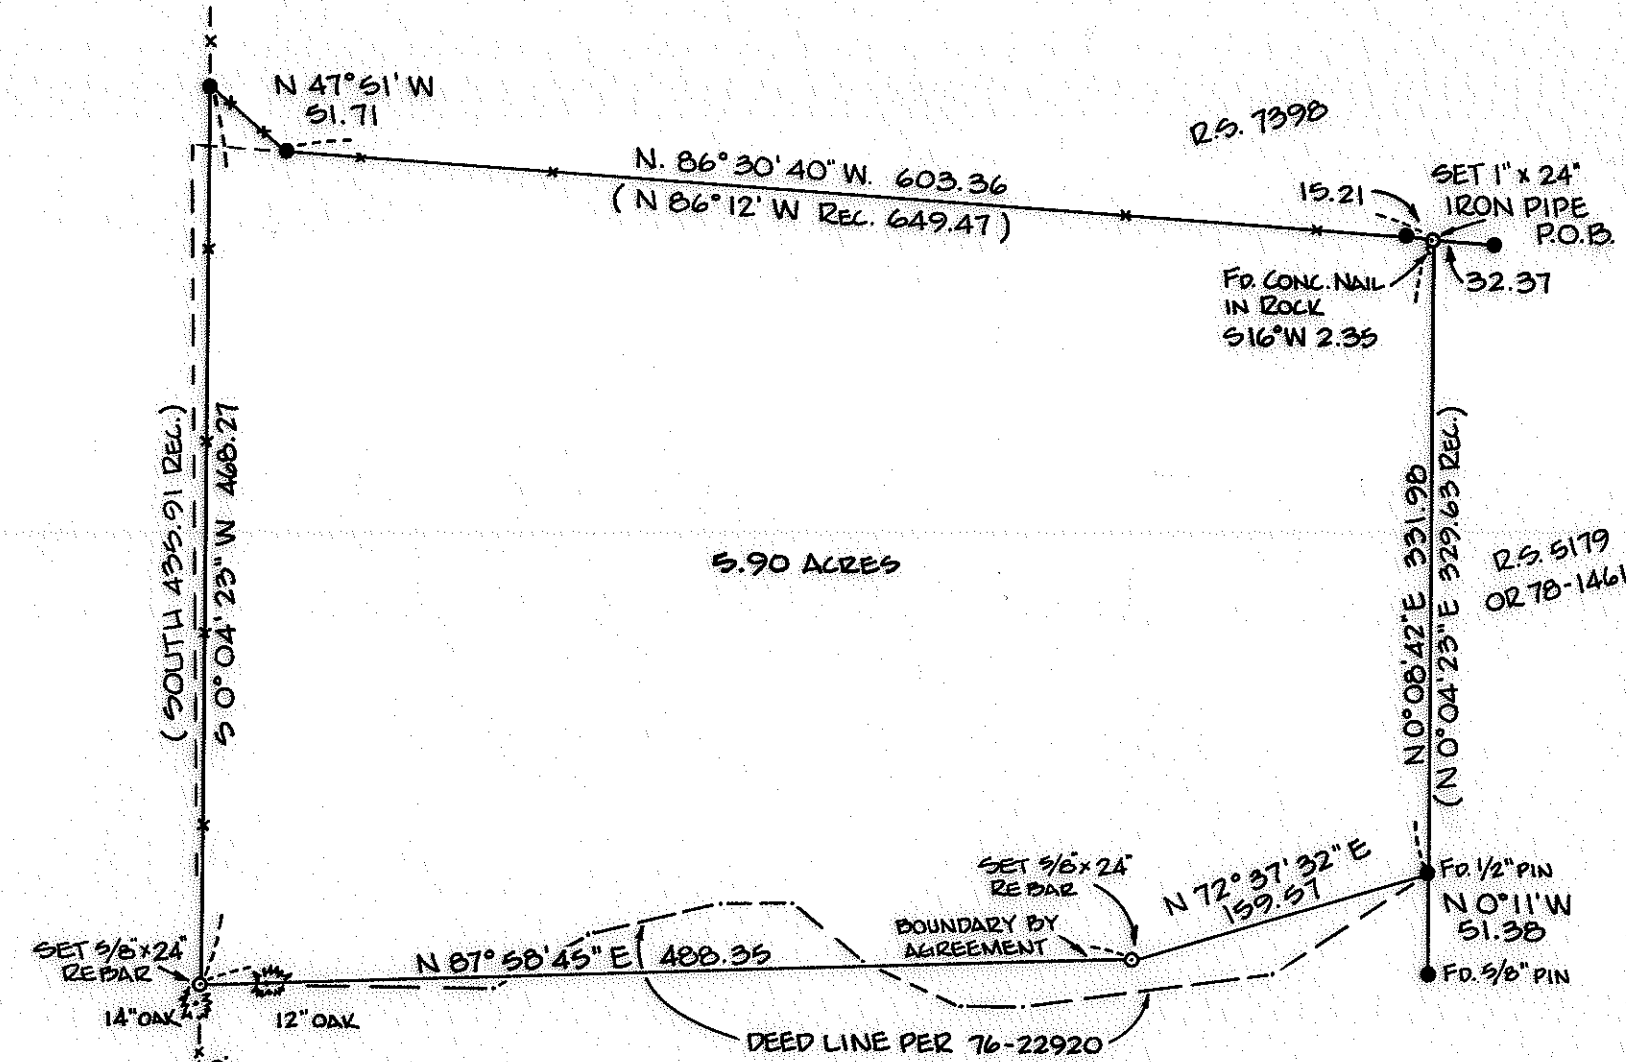 N 47°51' W
51.71
R.S. 7398
N. 86°30'40" W. 603.36
( N 86°12' W REC. 649.47 )
15.21
SET 1" x 24"
IRON PIPE
P.O.B.
FD. CONC. NAIL
IN ROCK
S16°W 2.35
32.37
( SOUTH 435.91 REC.)
S 0° 04' 23" W 468.27
5.90 ACRES
N 0°08'42" E 331.98
(N 0°04'23" E 329.63 REC.)
R.S. 5179
OR 78-1461
SET 5/8" x 24"
REBAR
N 72°37'32" E
159.57
FD. 1/2" PIN
N 0°11' W
51.38
FD. 5/8" PIN
BOUNDARY BY
AGREEMENT
SET 5/8" x 24"
REBAR
N 87° 58' 45" E 488.35
14" OAK
12" OAK
DEED LINE PER 76-22920